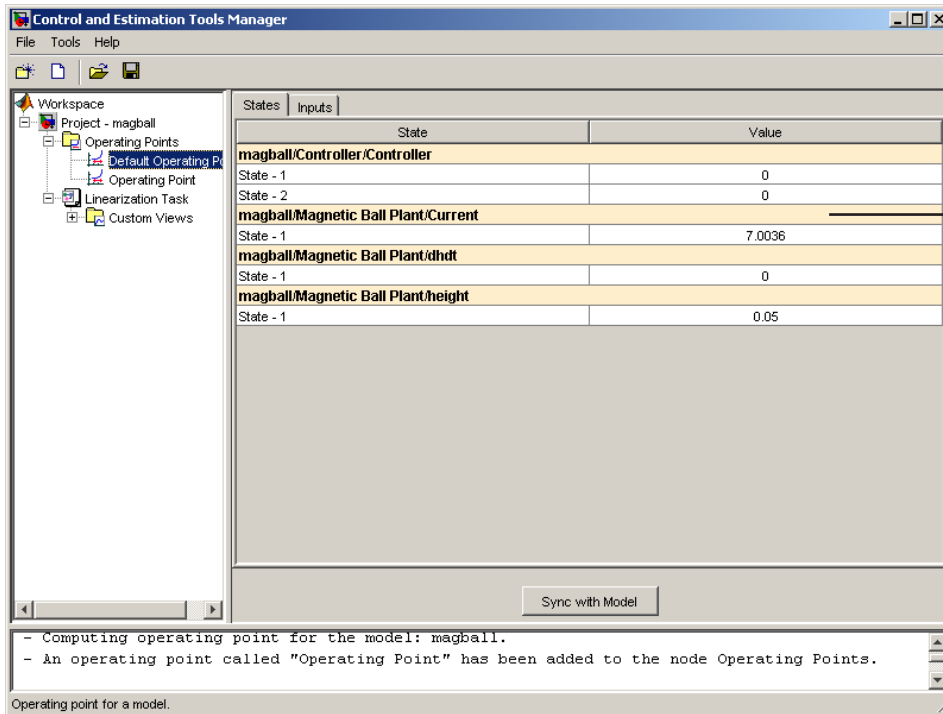 Control and Estimation Tools Manager
File Tools Help
Workspace
Project - magball
Operating Points
Default Operating Po
Operating Point
Linearization Task
Custom Views
States Inputs
State Value
magball/Controller/Controller
State - 1 0
State - 2 0
magball/Magnetic Ball Plant/Current
State - 1 7.0036
magball/Magnetic Ball Plant/dhdt
State - 1 0
magball/Magnetic Ball Plant/height
State - 1 0.05
Sync with Model
- Computing operating point for the model: magball.
- An operating point called "Operating Point" has been added to the node Operating Points.
Operating point for a model.